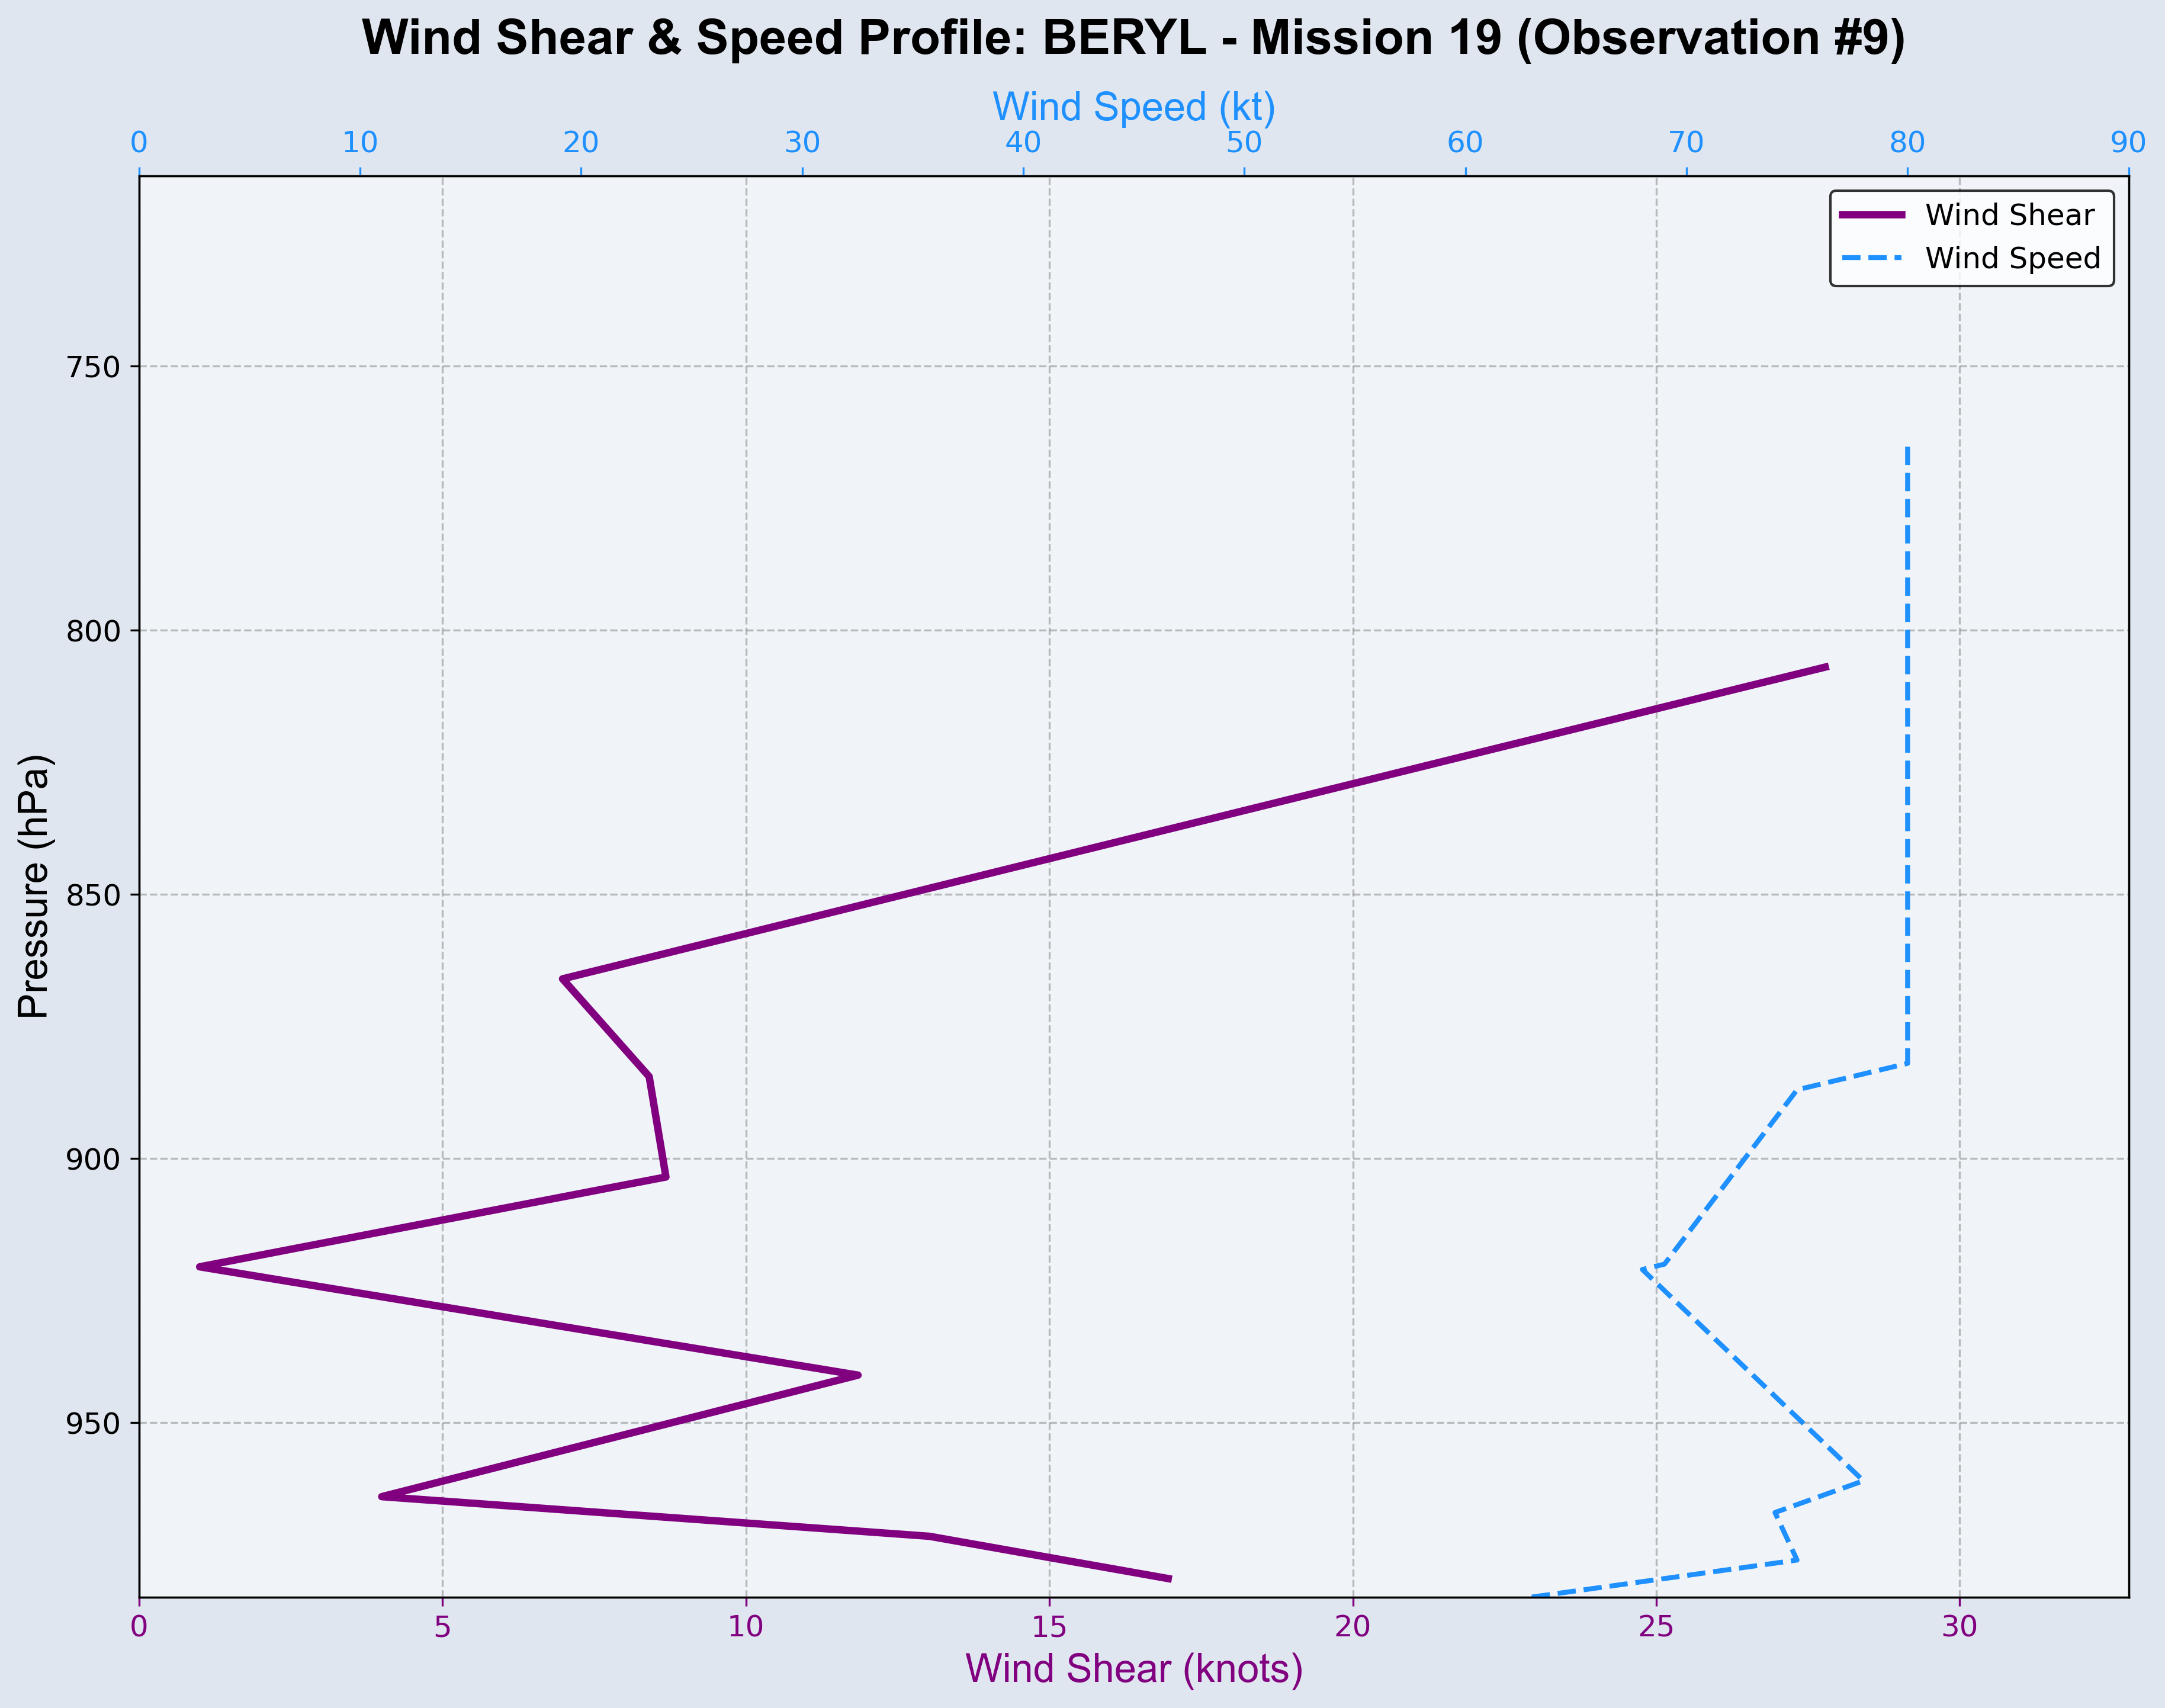 Wind Shear & Speed Profile: BERYL - Mission 19 (Observation #9)
Wind Speed (kt)
0 10 20 30 40 50 60 70 80 90
Wind Shear
Wind Speed
750
800
850
900
950
Pressure (hPa)
0 5 10 15 20 25 30
Wind Shear (knots)